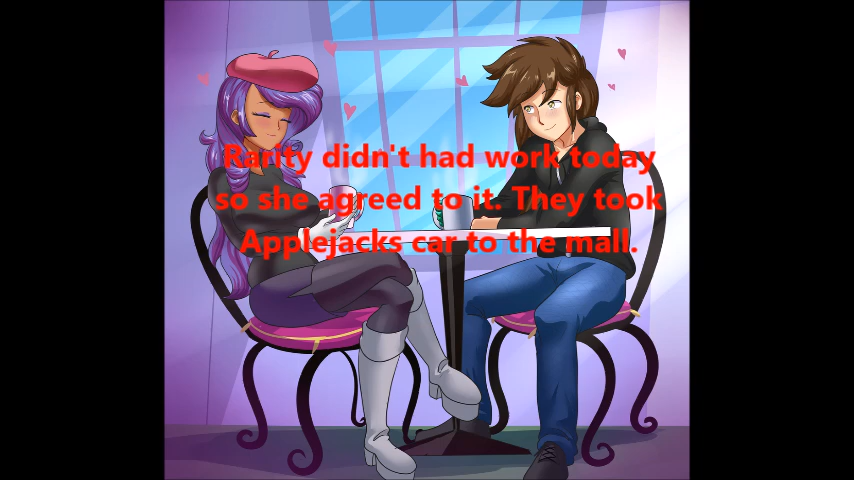 Rarity didn't had work today
so she agreed to it. They took
Applejacks car to the mall.